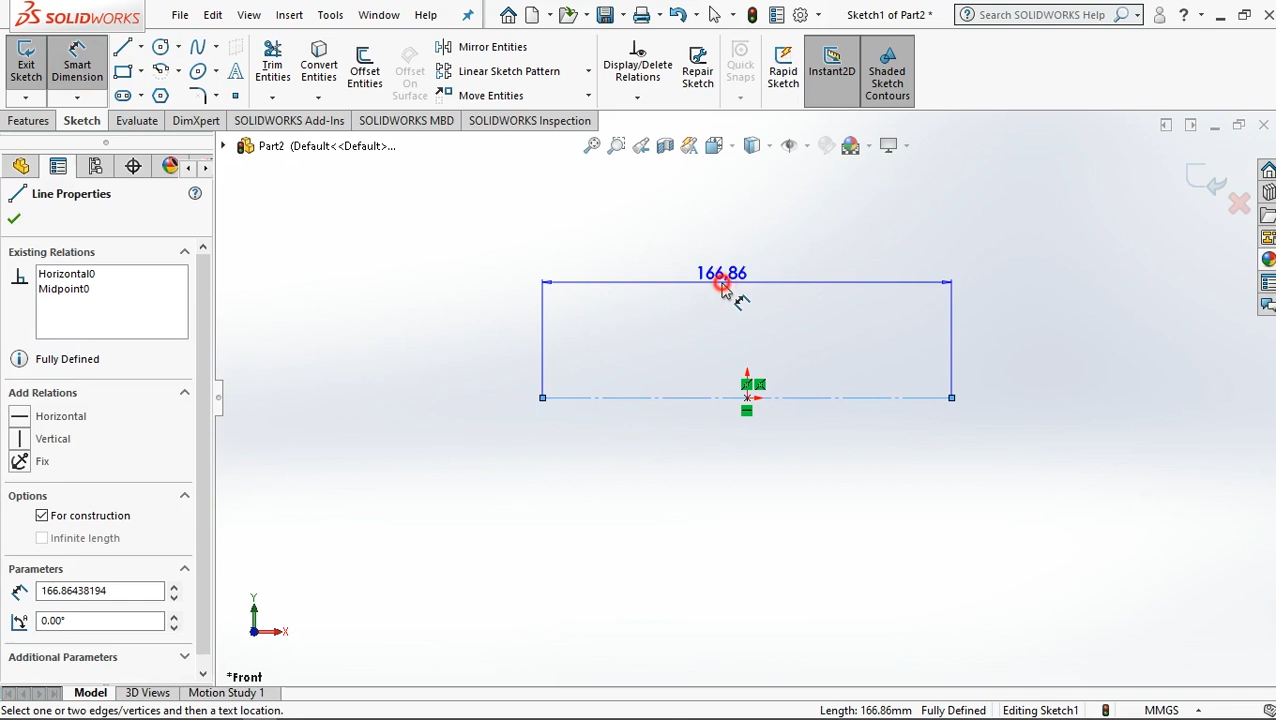 SOLIDWORKS File Edit View Insert Tools Window Help Sketch1 of Part2 * Search SOLIDWORKS Help ?
Exit Sketch Smart Dimension Trim Entities Convert Entities Offset Entities Offset On Surface Mirror Entities Linear Sketch Pattern Move Entities Display/Delete Relations Repair Sketch Quick Snaps Rapid Sketch Instant2D Shaded Sketch Contours
Features Sketch Evaluate DimXpert SOLIDWORKS Add-Ins SOLIDWORKS MBD SOLIDWORKS Inspection
Part2 (Default<<Default>...
Line Properties
Existing Relations
Horizontal0
Midpoint0
166.86
Fully Defined
Add Relations
Horizontal
Vertical
Fix
Options
For construction
Infinite length
Parameters
166.86438194
0.00°
Additional Parameters
Y
X
*Front
Model 3D Views Motion Study 1
Select one or two edges/vertices and then a text location. Length: 166.86mm Fully Defined Editing Sketch1 MMGS